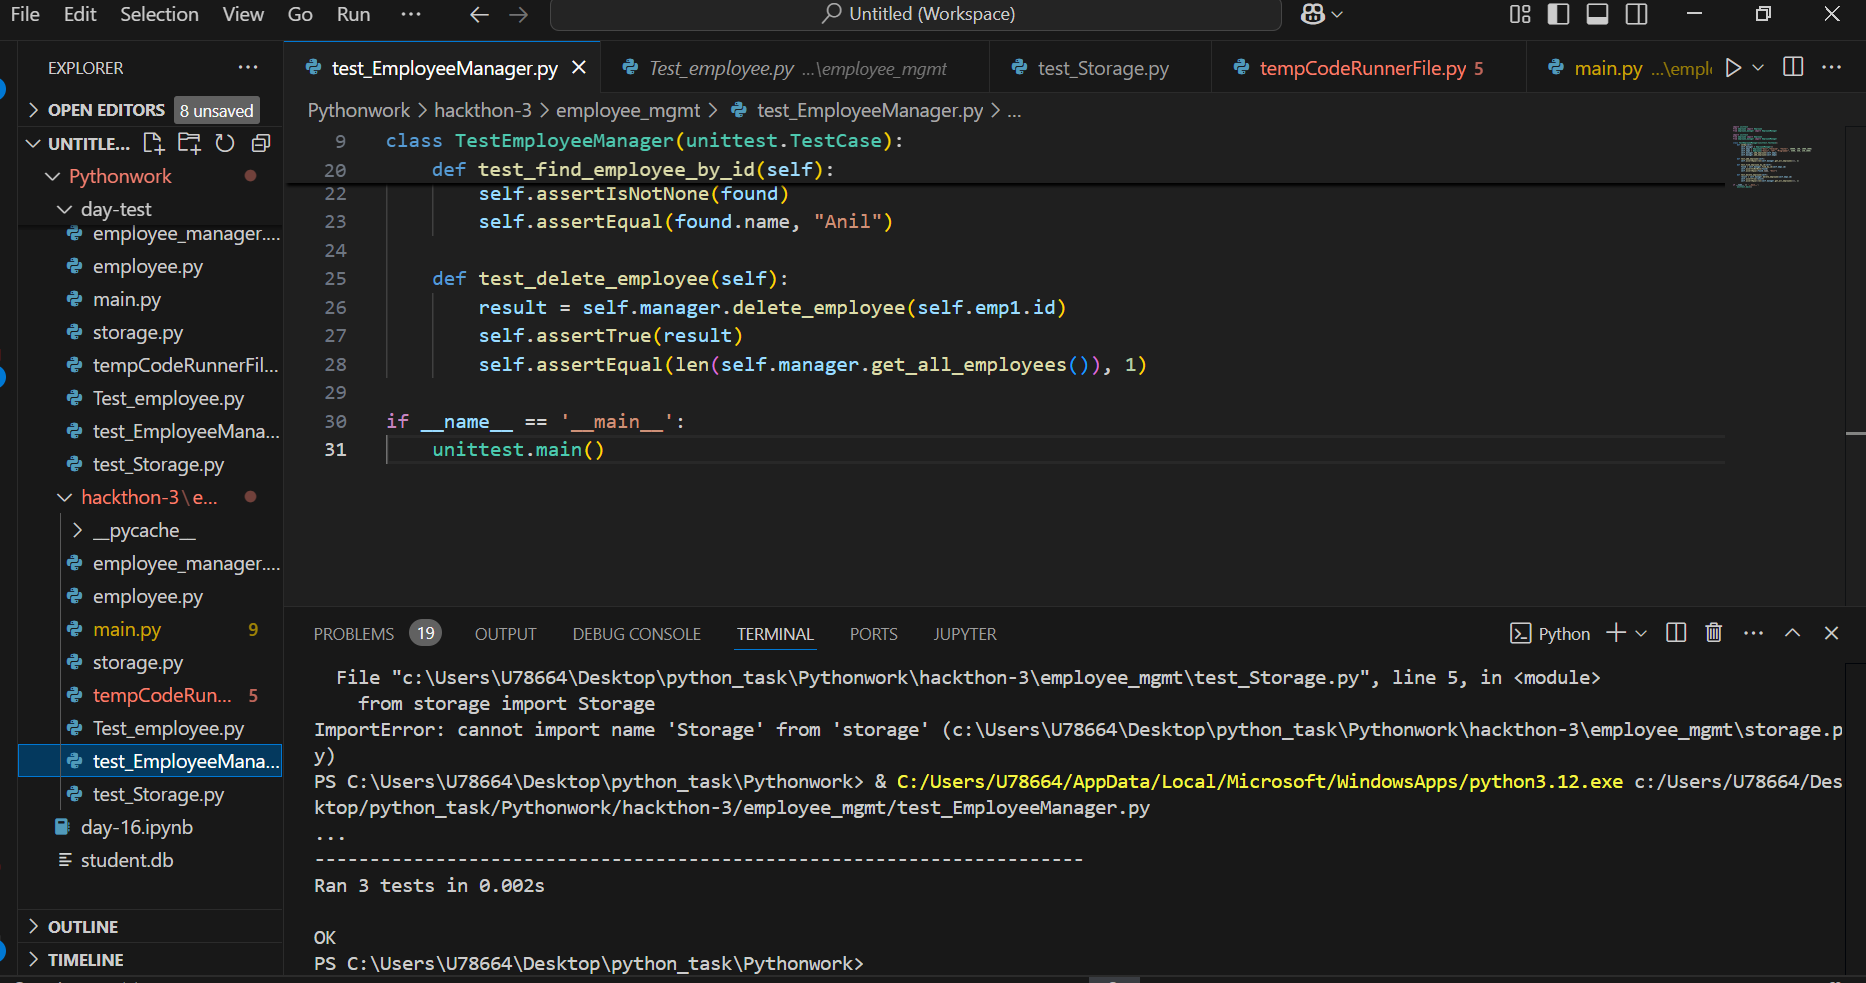 File Edit Selection View Go Run ··· Untitled (Workspace)
EXPLORER ···
OPEN EDITORS 8 unsaved
UNTITLE...
Pythonwork
day-test
employee_manager....
employee.py
main.py
storage.py
tempCodeRunnerFil...
Test_employee.py
test_EmployeeMana...
test_Storage.py
hackthon-3\e...
__pycache__
employee_manager....
employee.py
main.py 9
storage.py
tempCodeRun... 5
Test_employee.py
test_EmployeeMana...
test_Storage.py
day-16.ipynb
student.db
OUTLINE
TIMELINE
test_EmployeeManager.py Test_employee.py ...\employee_mgmt test_Storage.py tempCodeRunnerFile.py 5 main.py ...\empl
Pythonwork > hackthon-3 > employee_mgmt > test_EmployeeManager.py > ...
9 class TestEmployeeManager(unittest.TestCase):
20 def test_find_employee_by_id(self):
22 self.assertIsNotNone(found)
23 self.assertEqual(found.name, "Anil")
24
25 def test_delete_employee(self):
26 result = self.manager.delete_employee(self.emp1.id)
27 self.assertTrue(result)
28 self.assertEqual(len(self.manager.get_all_employees()), 1)
29
30 if __name__ == '__main__':
31 unittest.main()
PROBLEMS 19 OUTPUT DEBUG CONSOLE TERMINAL PORTS JUPYTER Python
File "c:\Users\U78664\Desktop\python_task\Pythonwork\hackthon-3\employee_mgmt\test_Storage.py", line 5, in <module>
from storage import Storage
ImportError: cannot import name 'Storage' from 'storage' (c:\Users\U78664\Desktop\python_task\Pythonwork\hackthon-3\employee_mgmt\storage.p
y)
PS C:\Users\U78664\Desktop\python_task\Pythonwork> & C:/Users/U78664/AppData/Local/Microsoft/WindowsApps/python3.12.exe c:/Users/U78664/Des
ktop/python_task/Pythonwork/hackthon-3/employee_mgmt/test_EmployeeManager.py
...
----------------------------------------------------------------------
Ran 3 tests in 0.002s
OK
PS C:\Users\U78664\Desktop\python_task\Pythonwork>